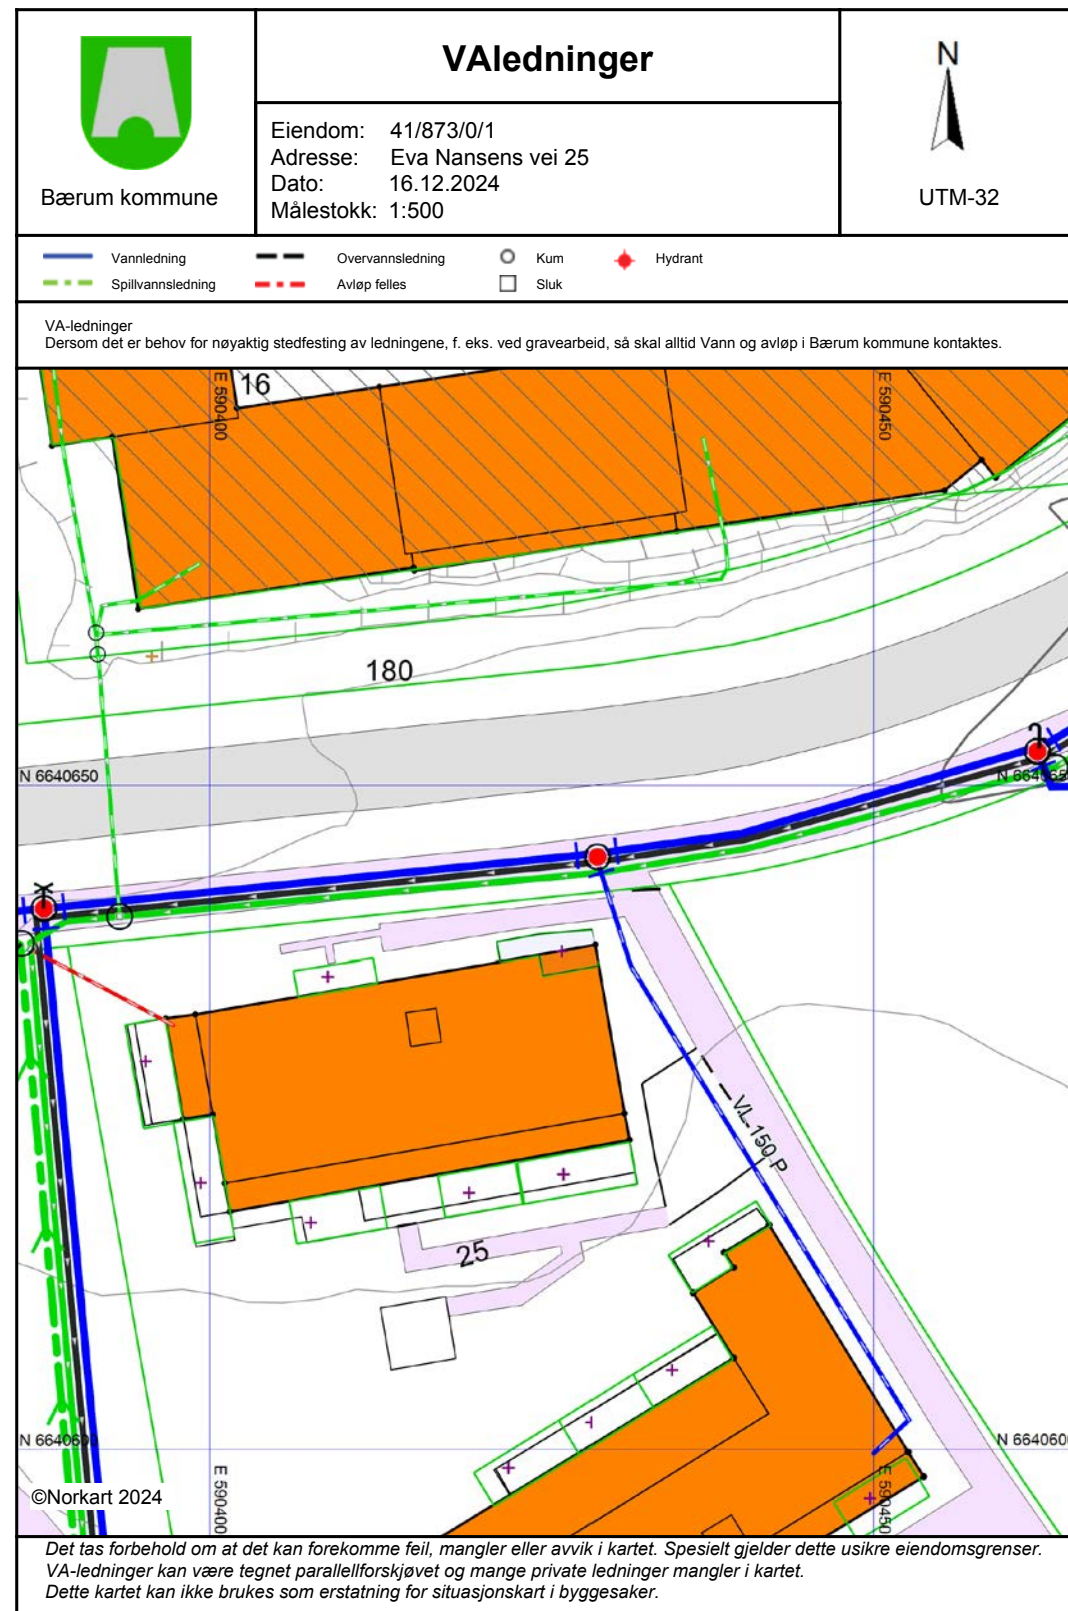 VAledninger
Bærum kommune
Eiendom: 41/873/0/1
Adresse: Eva Nansens vei 25
Dato: 16.12.2024
Målestokk: 1:500
N
UTM-32
Vannledning
Overvannsledning
Kum
Hydrant
Spillvannsledning
Avløp felles
Sluk
VA-ledninger
Dersom det er behov for nøyaktig stedfesting av ledningene, f. eks. ved gravearbeid, så skal alltid Vann og avløp i Bærum kommune kontaktes.
16
E 590400
E 590450
180
N 6640650
N 6640650
VL 150 P
25
N 6640600
N 6640600
E 590400
E 590450
©Norkart 2024
Det tas forbehold om at det kan forekomme feil, mangler eller avvik i kartet. Spesielt gjelder dette usikre eiendomsgrenser.
VA-ledninger kan være tegnet parallellforskjøvet og mange private ledninger mangler i kartet.
Dette kartet kan ikke brukes som erstatning for situasjonskart i byggesaker.